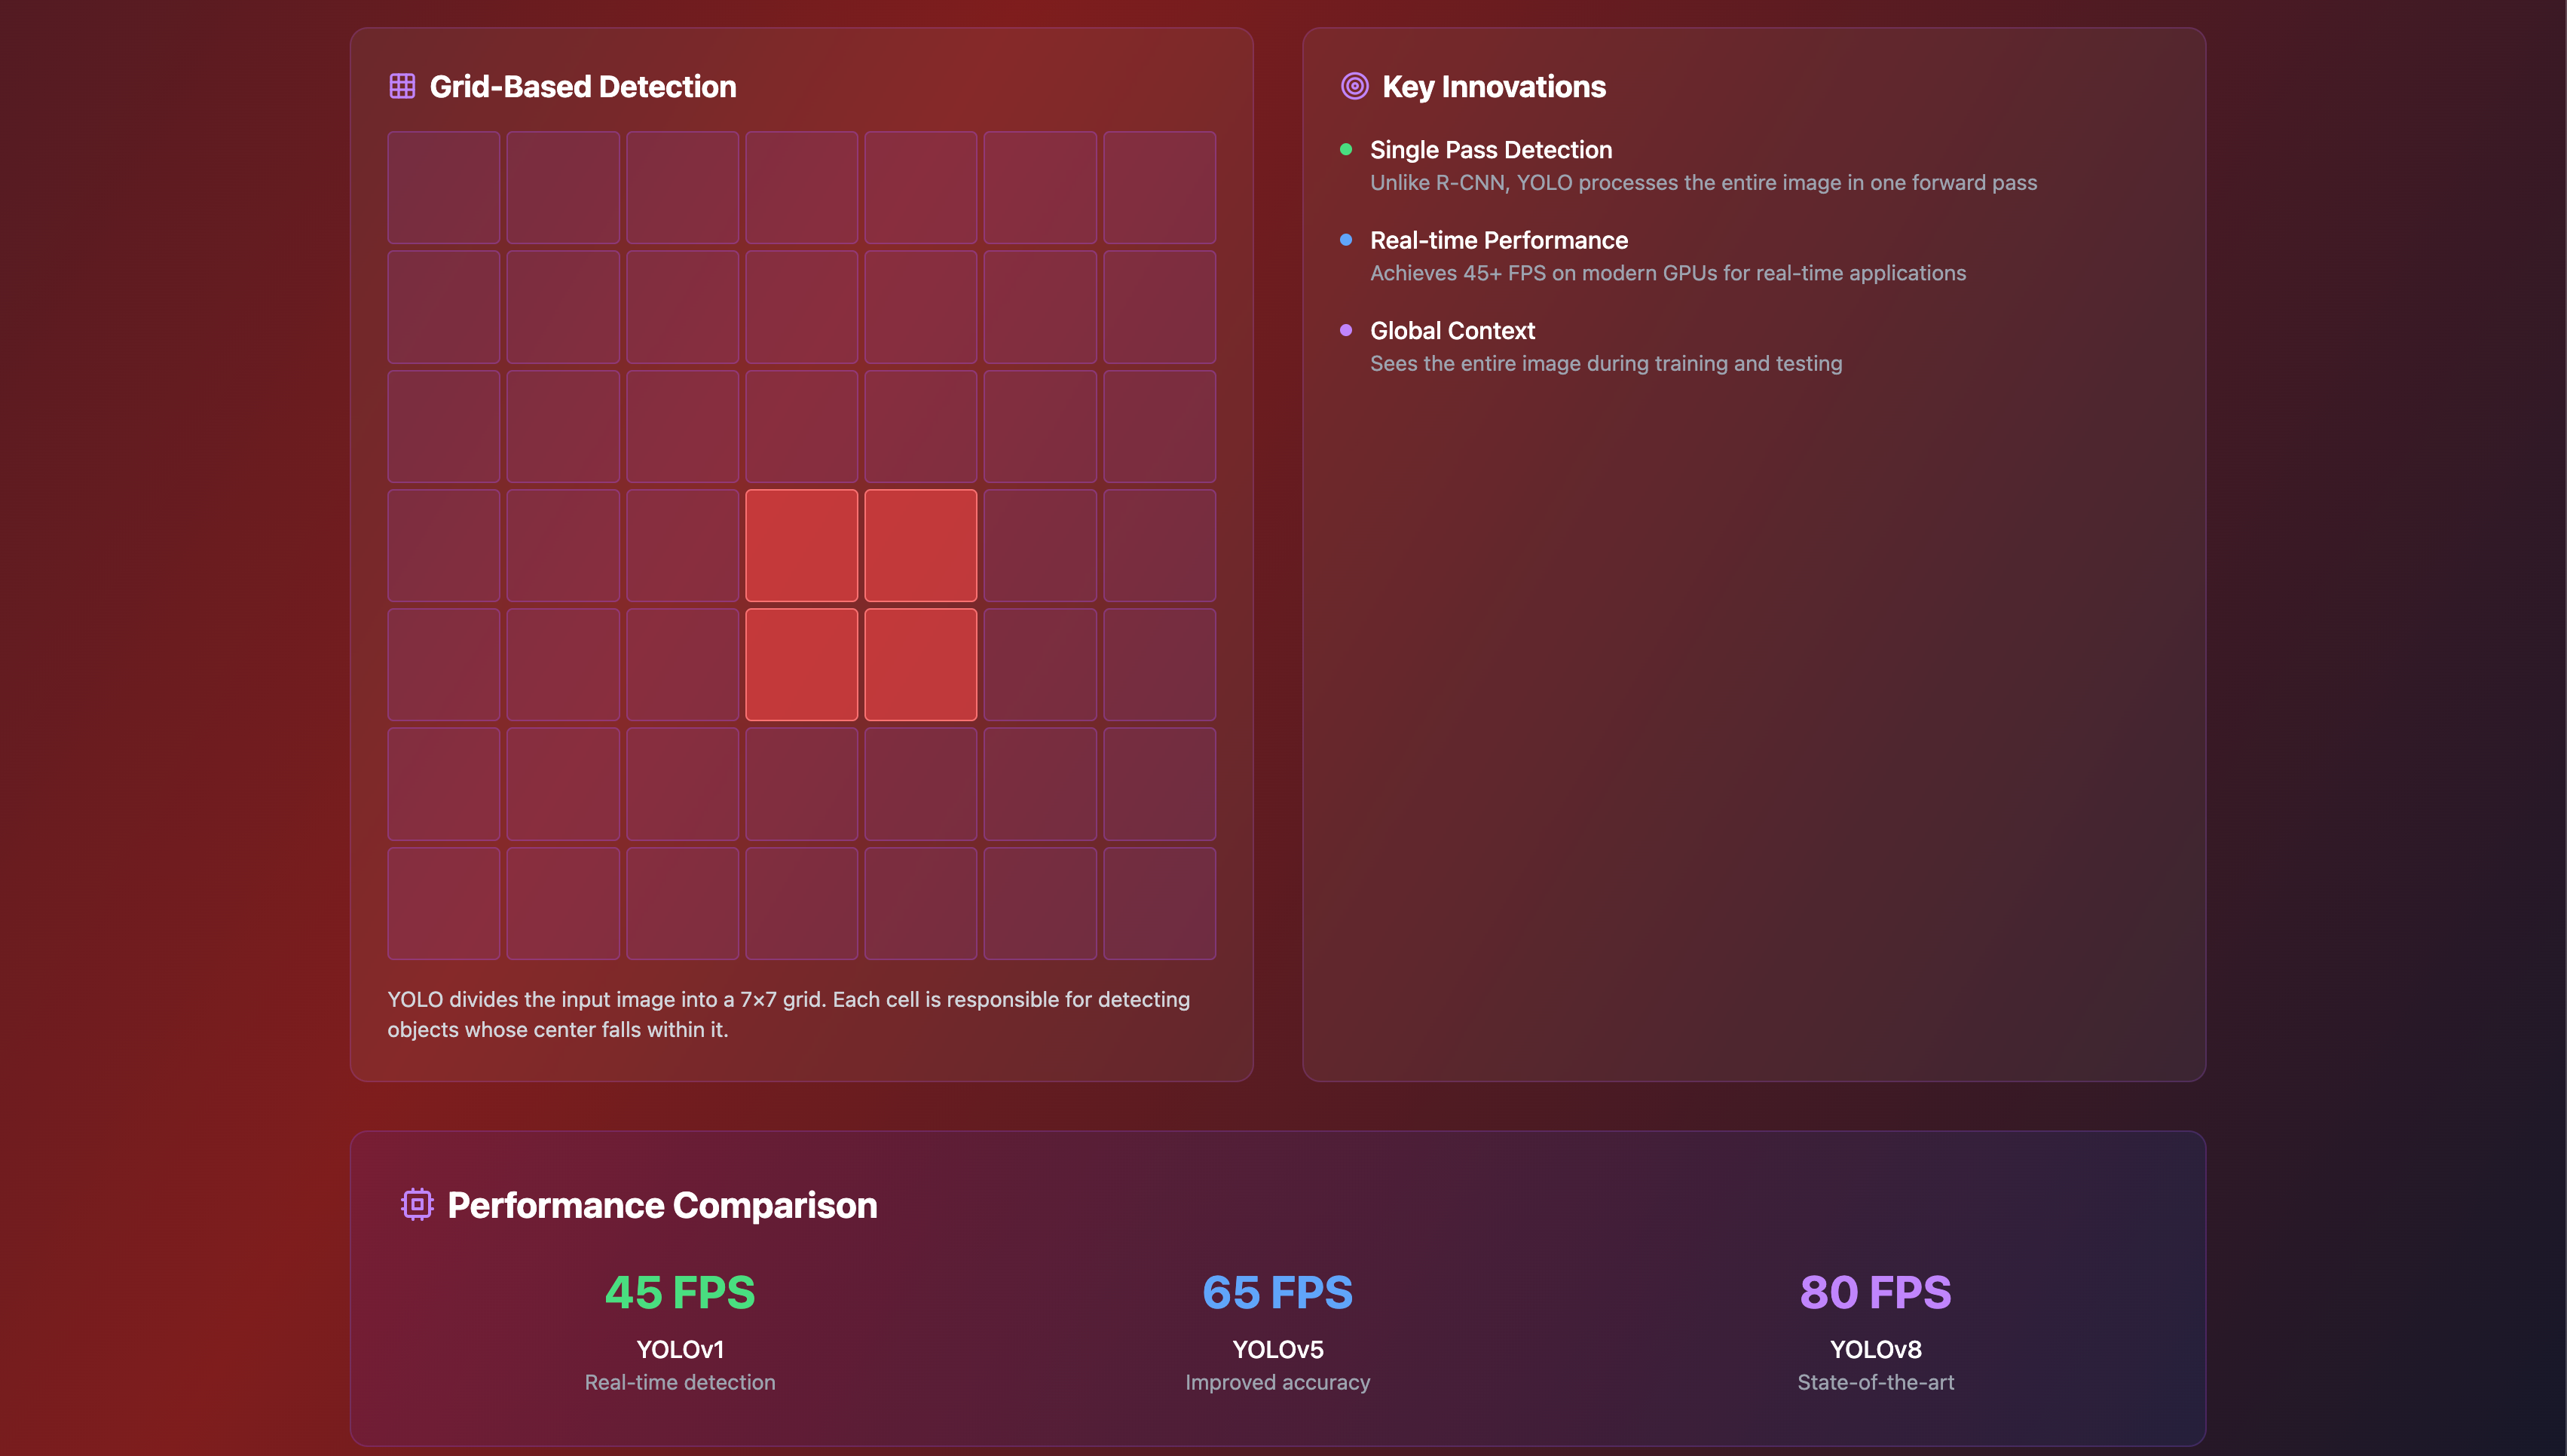 Grid-Based Detection
YOLO divides the input image into a 7×7 grid. Each cell is responsible for detecting
objects whose center falls within it.
Key Innovations
Single Pass Detection
Unlike R-CNN, YOLO processes the entire image in one forward pass
Real-time Performance
Achieves 45+ FPS on modern GPUs for real-time applications
Global Context
Sees the entire image during training and testing
Performance Comparison
45 FPS
YOLOv1
Real-time detection
65 FPS
YOLOv5
Improved accuracy
80 FPS
YOLOv8
State-of-the-art